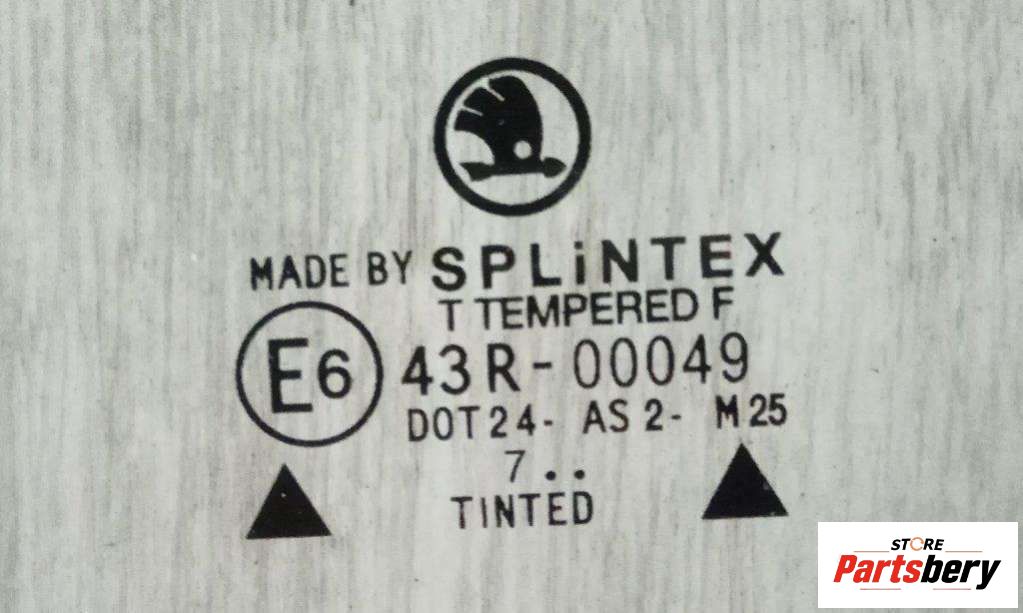 MADE BY SPLiNTEX
T TEMPERED F
E6 43R-00049
DOT24- AS2- M25
7..
TINTED
STORE
Partsbery